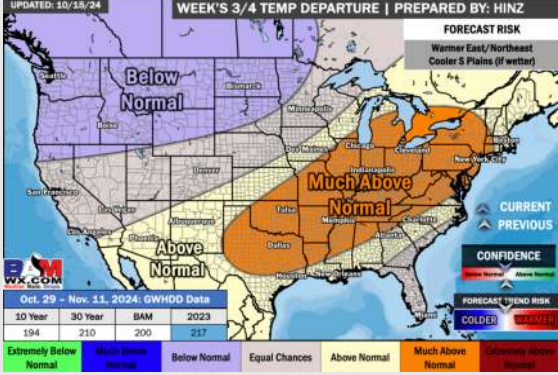 UPDATED: 10/15/24
WEEK'S 3/4 TEMP DEPARTURE | PREPARED BY: HINZ
FORECAST RISK
Warmer East/Northeast
Cooler S Plains (if wetter)
Seattle
Below
Normal
Bismarck
Boise
Minneapolis
Des Moines
Chicago
Cleveland
Boston
New York City
Denver
Indianapolis
San Francisco
Las Vegas
Much Above
Normal
Los Angeles
Albuquerque
Tulsa
Memphis
Charlotte
CURRENT
PREVIOUS
Phoenix
Above
Normal
Dallas
Atlanta
Houston
New Orleans
Miami
CONFIDENCE
Below Normal
Above Normal
BAM
WX.COM
Weather Made Simple
FORECAST TREND RISK
COLDER
WARMER
Oct. 29 – Nov. 11, 2024: GWHDD Data
10 Year 30 Year BAM 2023
194 210 200 217
Extremely Below Normal
Much Below Normal
Below Normal
Equal Chances
Above Normal
Much Above Normal
Extremely Above Normal